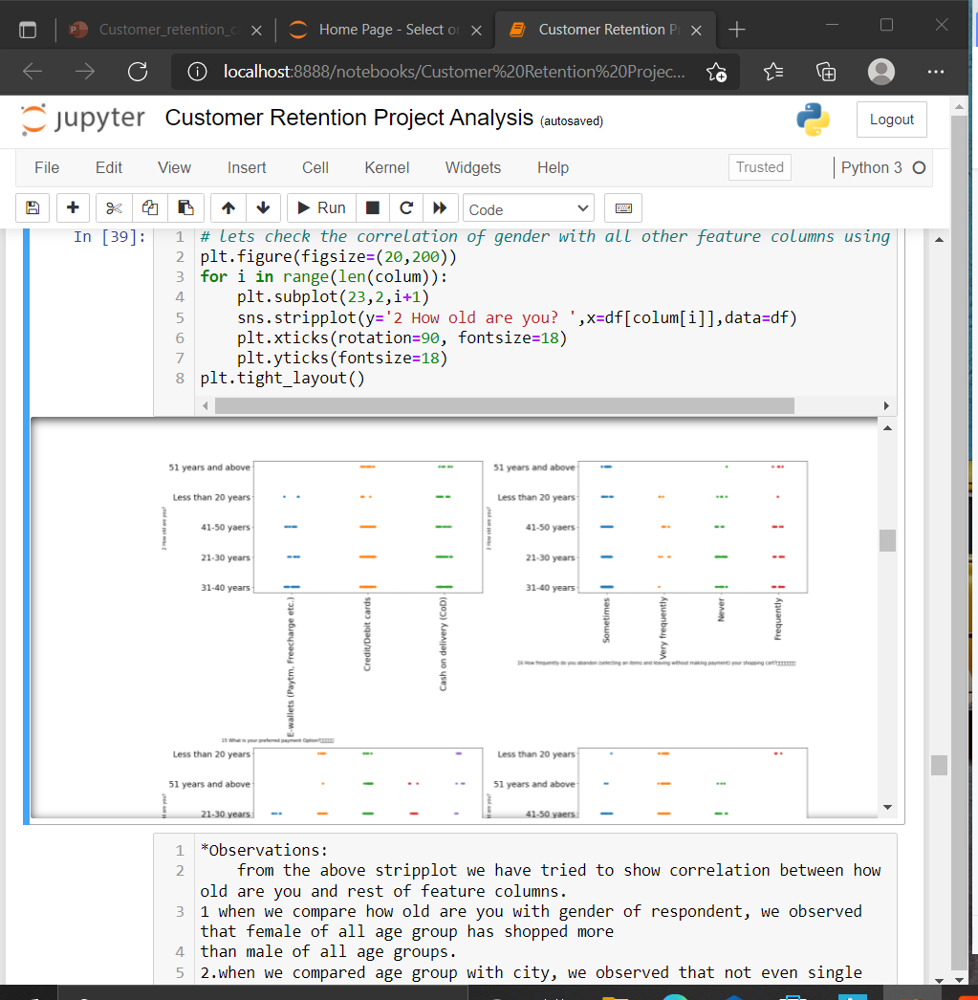 Customer_retention_c
Home Page - Select or
Customer Retention P
localhost:8888/notebooks/Customer%20Retention%20Projec...
jupyter Customer Retention Project Analysis (autosaved)
Logout
File Edit View Insert Cell Kernel Widgets Help
Trusted
Python 3
Run
Code
In [39]:
1 # lets check the correlation of gender with all other feature columns using
2 plt.figure(figsize=(20,200))
3 for i in range(len(colum)):
4 plt.subplot(23,2,i+1)
5 sns.stripplot(y='2 How old are you? ',x=df[colum[i]],data=df)
6 plt.xticks(rotation=90, fontsize=18)
7 plt.yticks(fontsize=18)
8 plt.tight_layout()
51 years and above
Less than 20 years
41-50 yaers
21-30 years
31-40 years
2 How old are you?
E-wallets (Paytm, Freecharge etc.)
Credit/Debit cards
Cash on delivery (CoD)
15 What is your preferred payment Option?
51 years and above
Less than 20 years
41-50 yaers
21-30 years
31-40 years
2 How old are you?
Sometimes
Very frequently
Never
Frequently
16 How frequently do you abandon (selecting an items and leaving without making payment) your shopping cart?
Less than 20 years
51 years and above
21-30 years
Less than 20 years
51 years and above
41-50 yaers
1 *Observations:
2 from the above stripplot we have tried to show correlation between how
old are you and rest of feature columns.
3 1 when we compare how old are you with gender of respondent, we observed
that female of all age group has shopped more
4 than male of all age groups.
5 2.when we compared age group with city, we observed that not even single